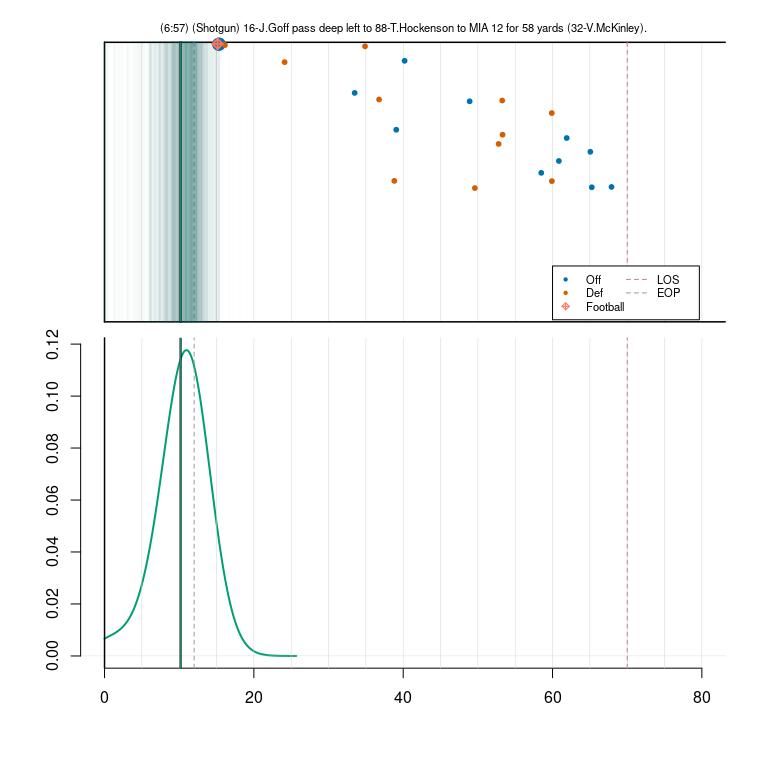 (6:57) (Shotgun) 16-J.Goff pass deep left to 88-T.Hockenson to MIA 12 for 58 yards (32-V.McKinley).
Off
LOS
Def
EOP
Football
0.12
0.10
0.08
0.06
0.04
0.02
0.00
0
20
40
60
80